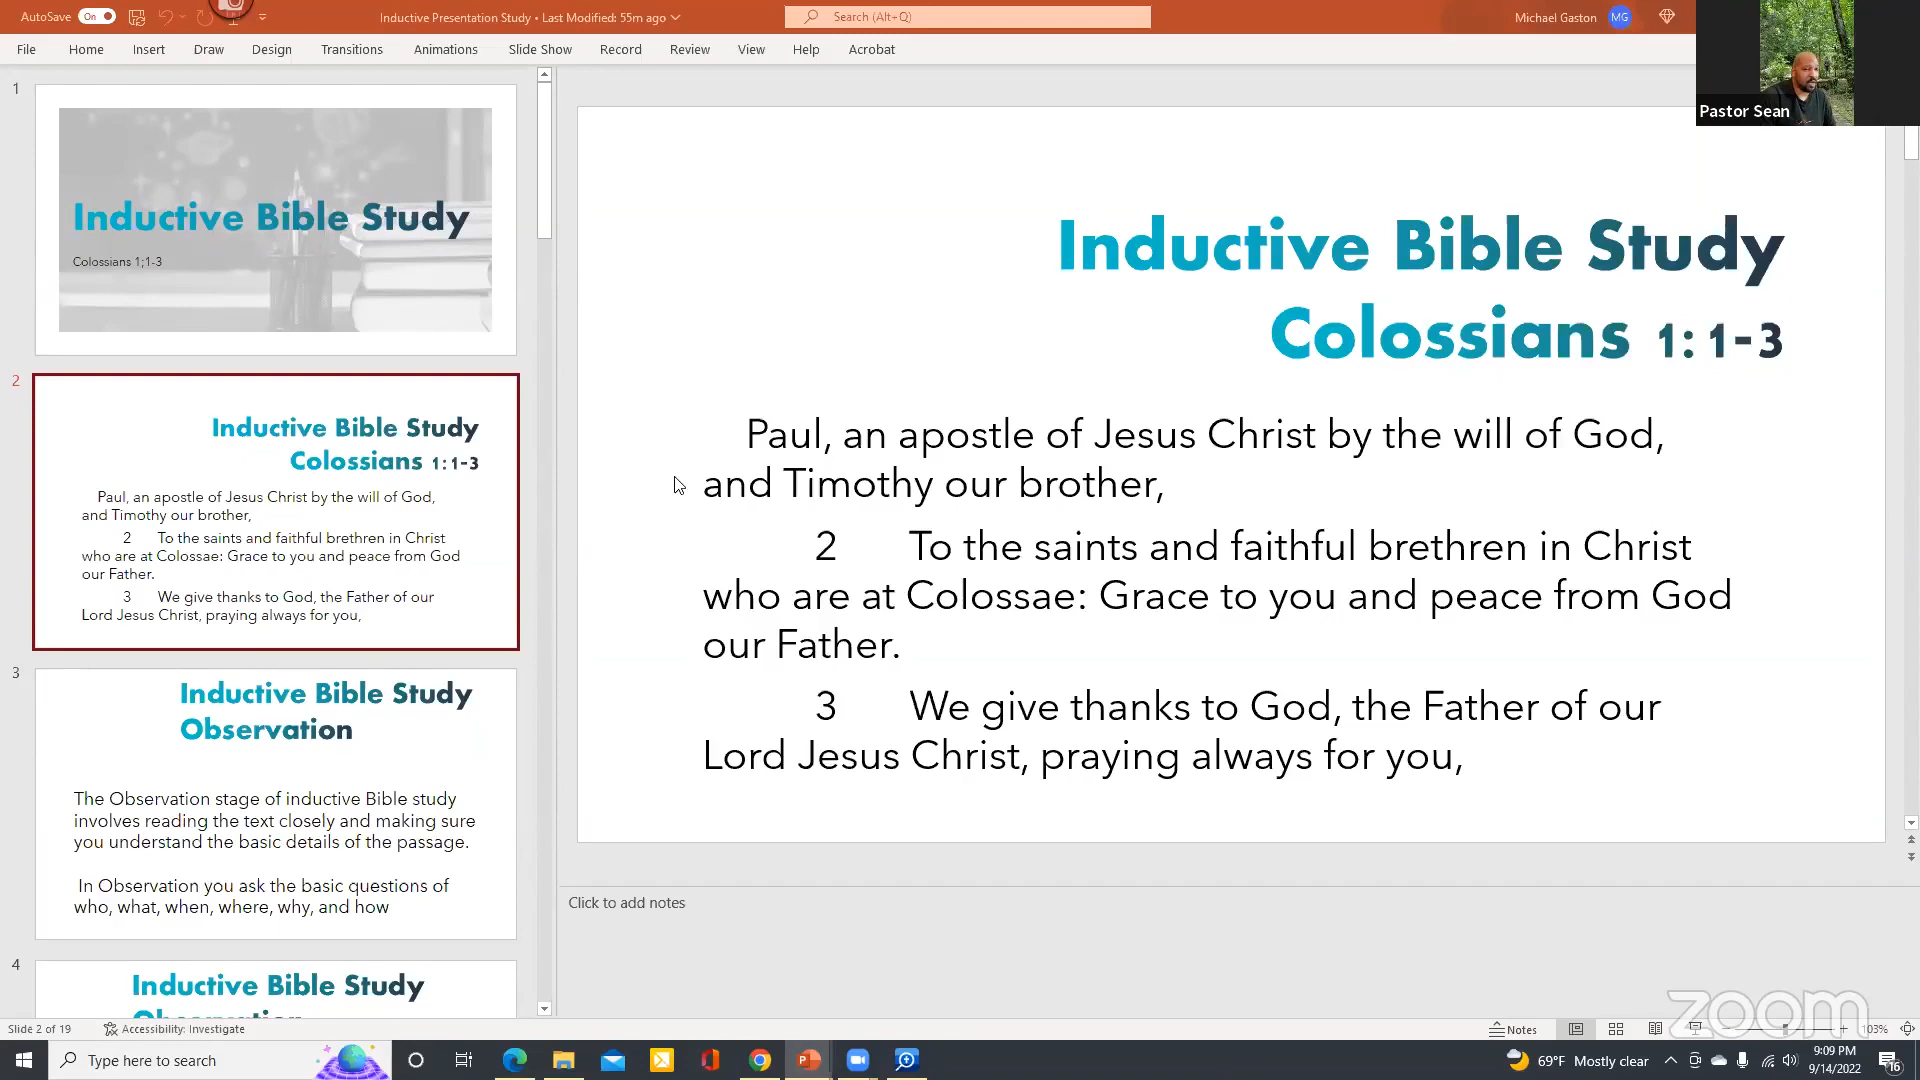 AutoSave On
Inductive Presentation Study • Last Modified: 55m ago
Search (Alt+Q)
Michael Gaston MG
File Home Insert Draw Design Transitions Animations Slide Show Record Review View Help Acrobat
Pastor Sean
1
Inductive Bible Study
Colossians 1;1-3
2
Inductive Bible Study
Colossians 1:1-3
Paul, an apostle of Jesus Christ by the will of God,
and Timothy our brother,
2 To the saints and faithful brethren in Christ
who are at Colossae: Grace to you and peace from God
our Father.
3 We give thanks to God, the Father of our
Lord Jesus Christ, praying always for you,
3
Inductive Bible Study
Observation
The Observation stage of inductive Bible study
involves reading the text closely and making sure
you understand the basic details of the passage.
In Observation you ask the basic questions of
who, what, when, where, why, and how
4
Inductive Bible Study
Observation
Inductive Bible Study
Colossians 1:1-3
Paul, an apostle of Jesus Christ by the will of God,
and Timothy our brother,
2 To the saints and faithful brethren in Christ
who are at Colossae: Grace to you and peace from God
our Father.
3 We give thanks to God, the Father of our
Lord Jesus Christ, praying always for you,
Click to add notes
zoom
Slide 2 of 19 Accessibility: Investigate Notes 103%
Type here to search
69°F Mostly clear
9:09 PM
9/14/2022
16